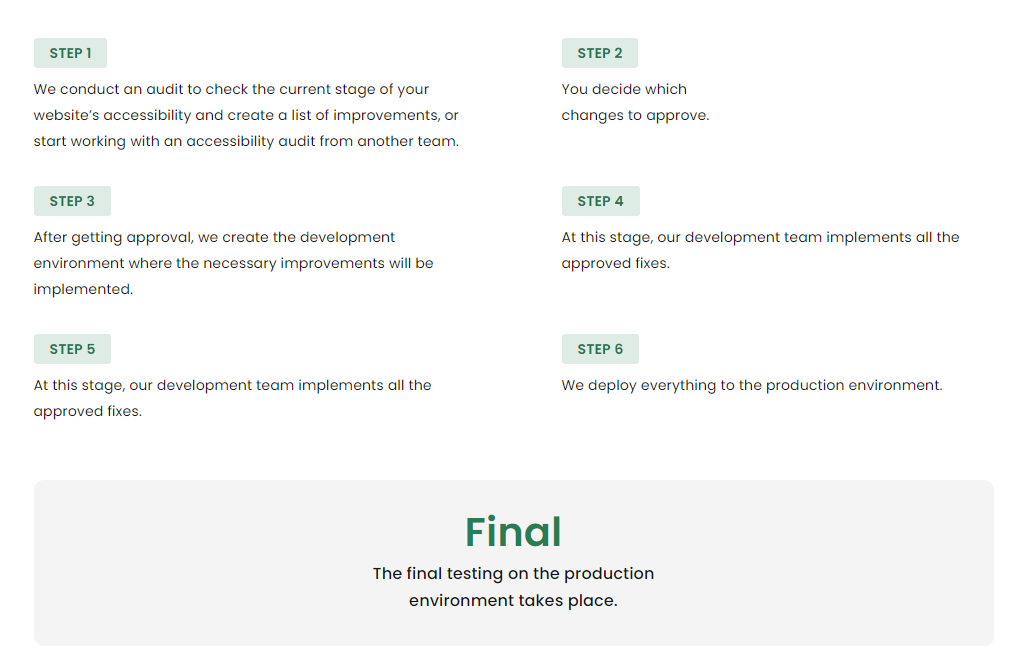 STEP 1
We conduct an audit to check the current stage of your
website’s accessibility and create a list of improvements, or
start working with an accessibility audit from another team.
STEP 2
You decide which
changes to approve.
STEP 3
After getting approval, we create the development
environment where the necessary improvements will be
implemented.
STEP 4
At this stage, our development team implements all the
approved fixes.
STEP 5
At this stage, our development team implements all the
approved fixes.
STEP 6
We deploy everything to the production environment.
Final
The final testing on the production
environment takes place.